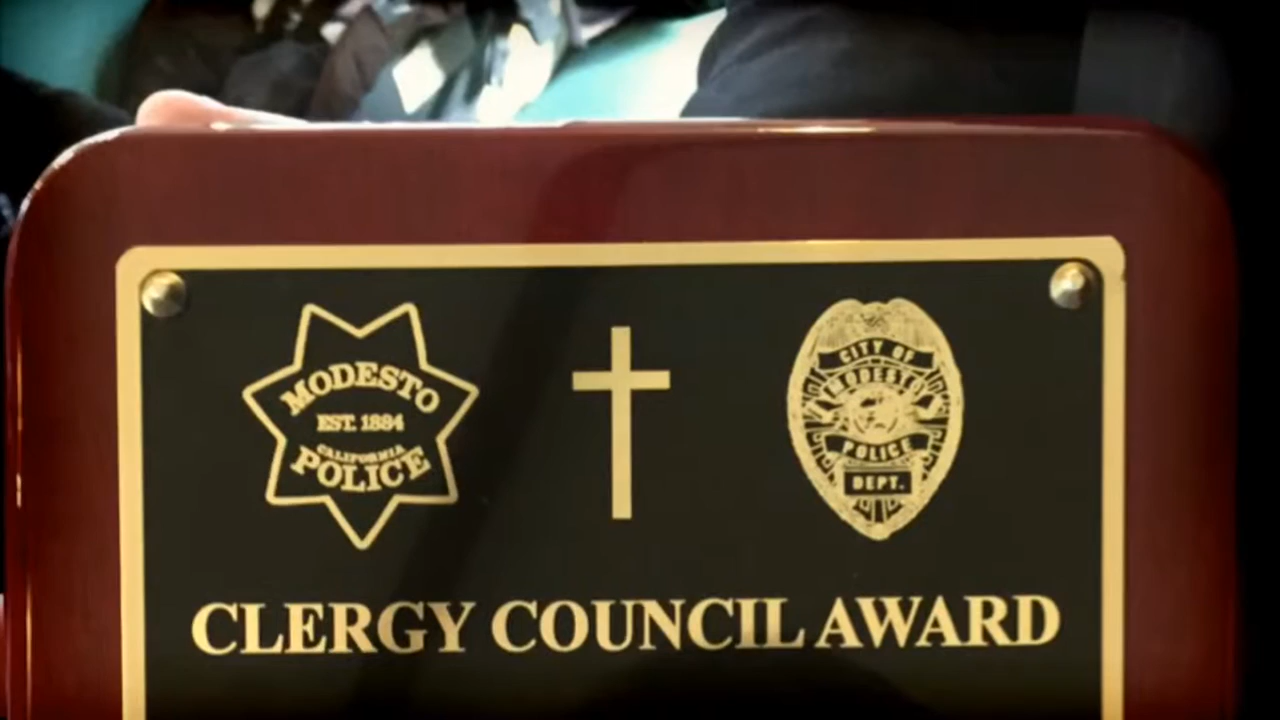 MODESTO
EST. 1884
CALIFORNIA
POLICE
CITY OF
MODESTO
POLICE
DEPT.
CLERGY COUNCIL AWARD